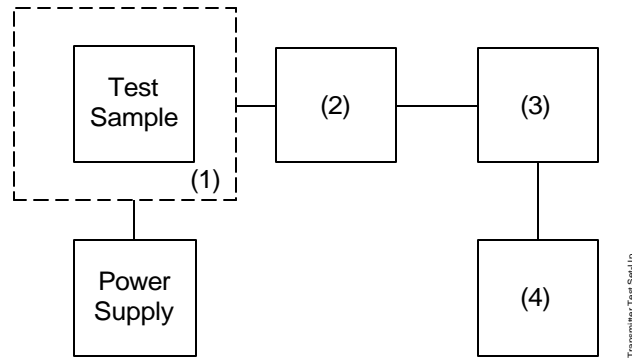 Test
Sample
(1)
(2)
(3)
Power
Supply
(4)
Transmitter Test Set-Up